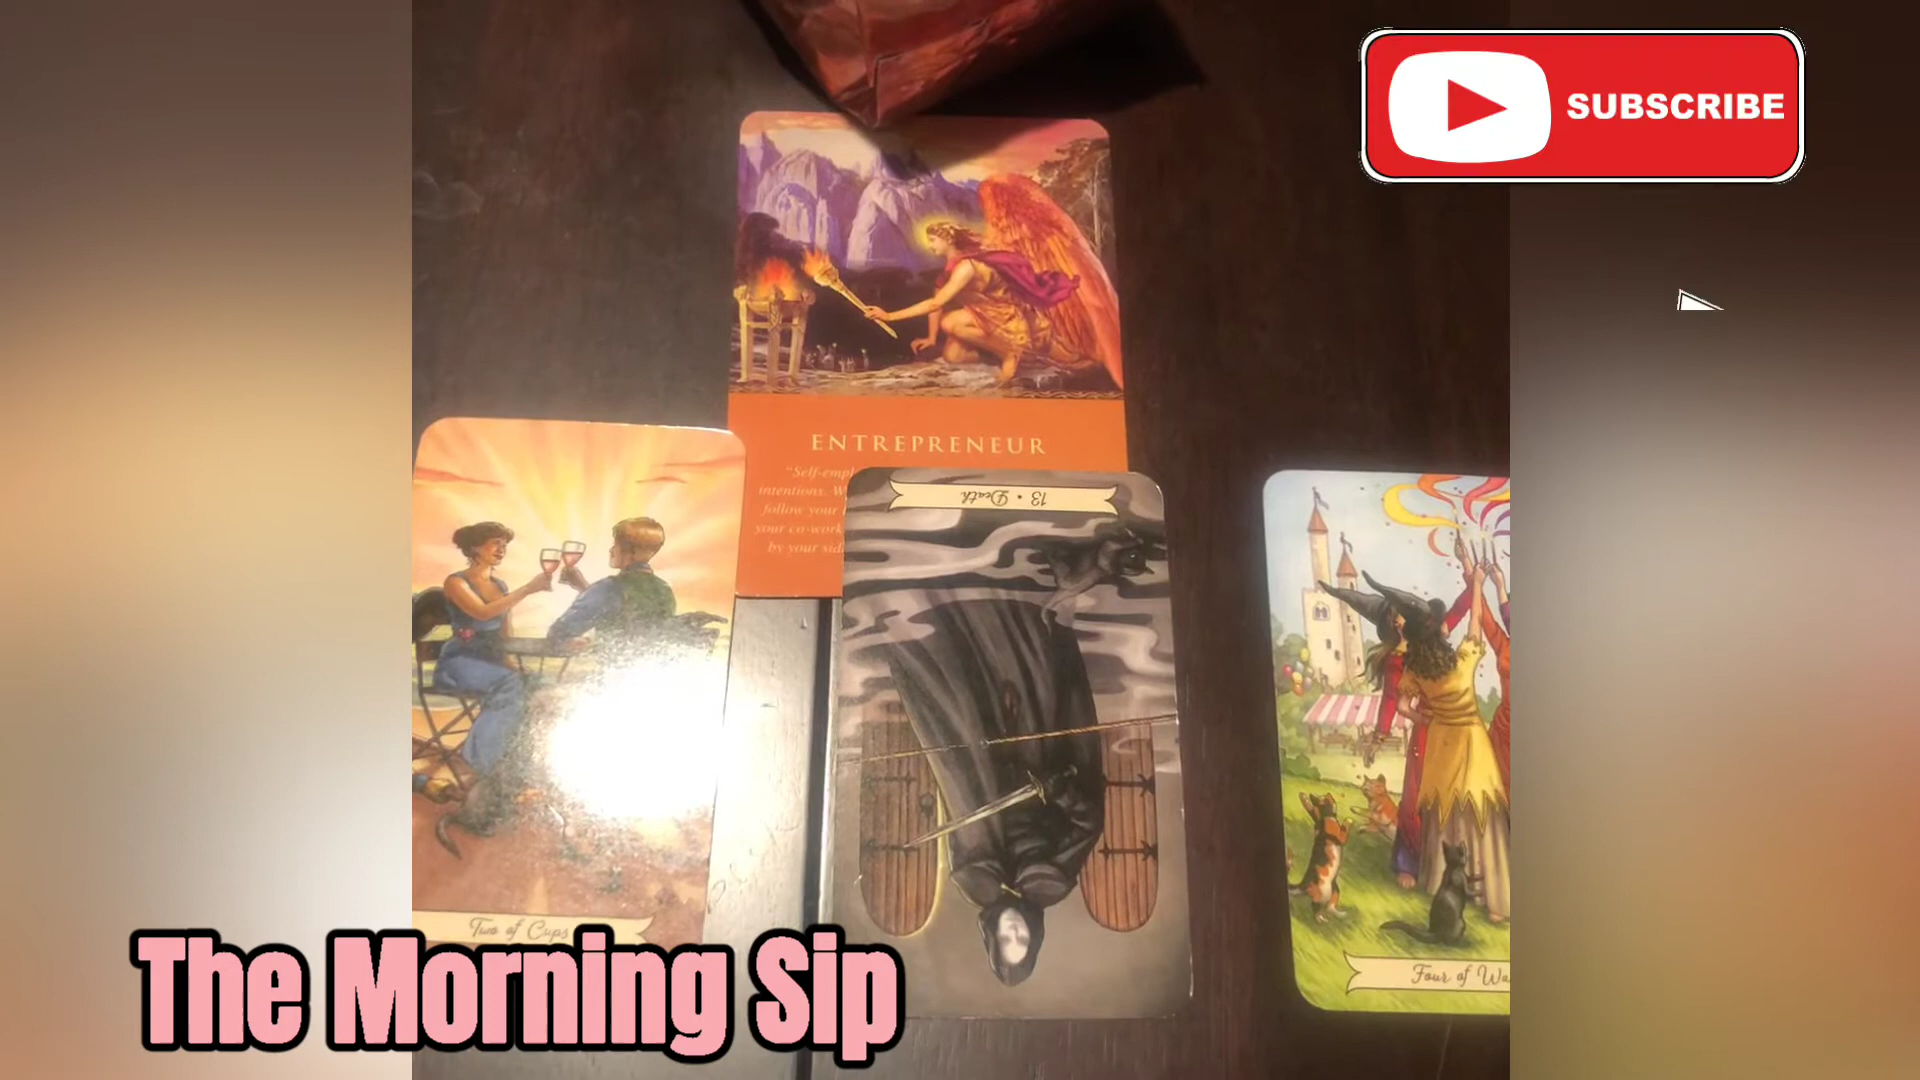 SUBSCRIBE
ENTREPRENEUR
"Self-empl
intentions. W
follow your
your co-work
by your sid
13 • Death
Two of Cups
Four of Wa
The Morning Sip